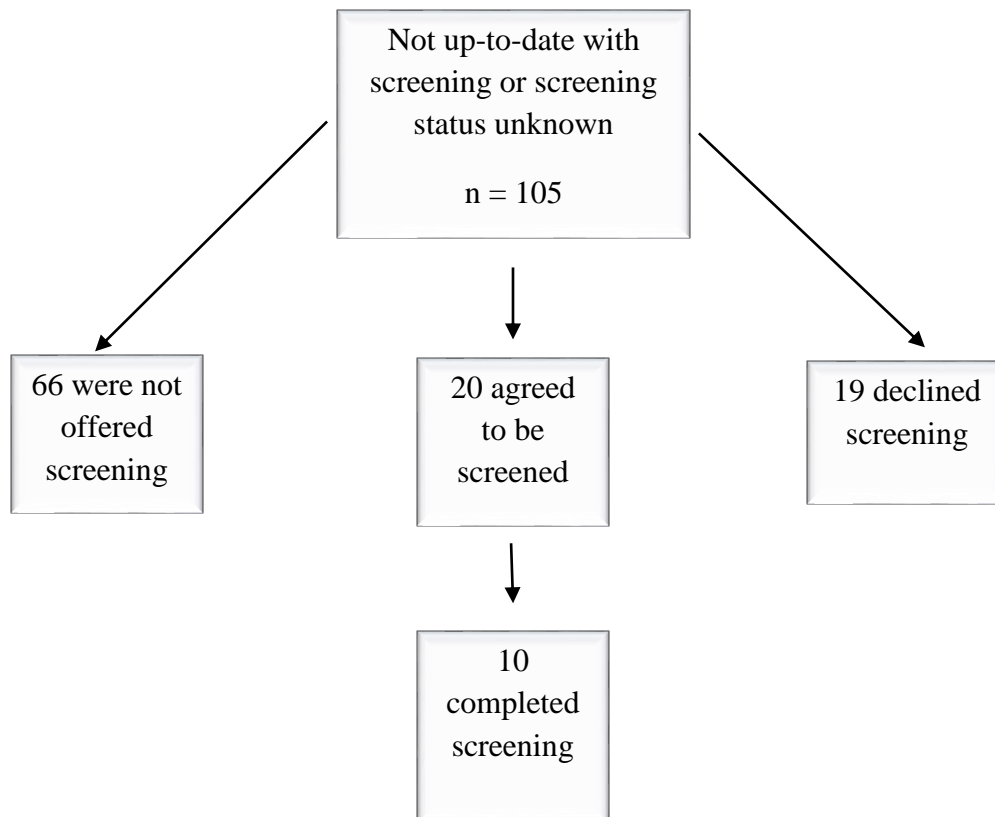 Not up-to-date with
screening or screening
status unknown
n = 105
66 were not
offered
screening
20 agreed
to be
screened
19 declined
screening
10
completed
screening